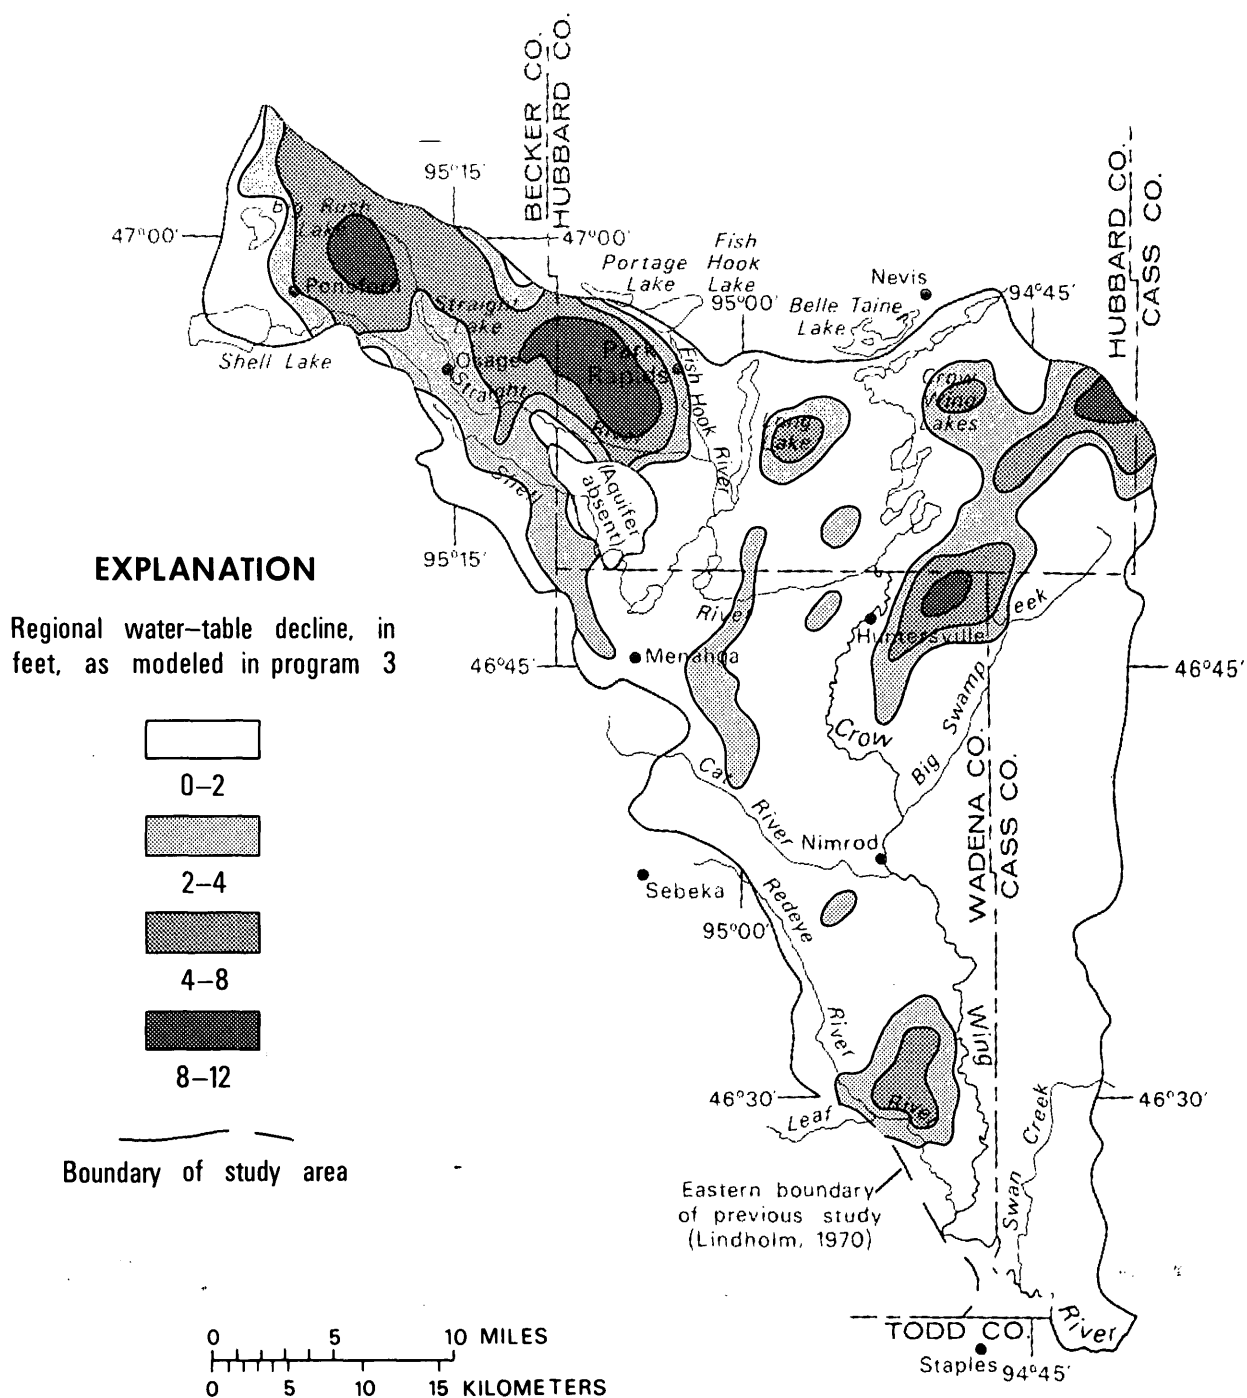 BECKER CO.
HUBBARD CO.
HUBBARD CO.
CASS CO.
95°15'
47°00'
47°00'
Big Rush
Lake
Ponsford
Portage
Lake
Fish
Hook
Lake
95°00'
Nevis
Belle Taine
Lake
94°45'
Straight
Lake
Shell Lake
Osage
Straight
River
Park
Rapids
Fish Hook
River
Long
Lake
Crow
Wing
Lakes
Shell
(Aquifer
absent)
95°15'
EXPLANATION
Regional water-table decline, in
feet, as modeled in program 3
0-2
2-4
4-8
8-12
Boundary of study area
River
Huntersville
Creek
46°45'
Menahga
46°45'
Swamp
Big
Crow
Cat
River
Nimrod
WADENA CO.
CASS CO.
Sebeka
Redeye
95°00'
River
Wing
46°30'
46°30'
Leaf
River
Creek
Swan
Eastern boundary
of previous study
(Lindholm, 1970)
River
TODD CO.
Staples
94°45'
0 5 10 MILES
0 5 10 15 KILOMETERS